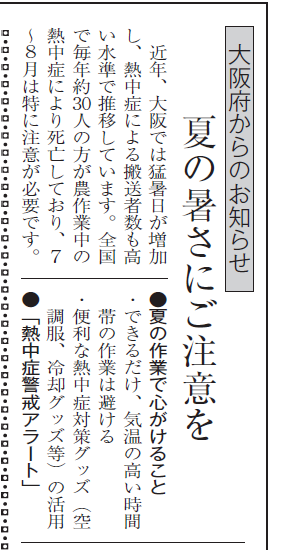 大阪府からのお知らせ
夏の暑さにご注意を
　近年、大阪では猛暑日が増加
し、熱中症による搬送者数も高
い水準で推移しています。全国
で毎年約30人の方が農作業中の
熱中症により死亡しており、７
～８月は特に注意が必要です。
●夏の作業で心がけること
・できるだけ、気温の高い時間
帯の作業は避ける
・便利な熱中症対策グッズ（空
調服、冷却グッズ等）の活用
●「熱中症警戒アラート」